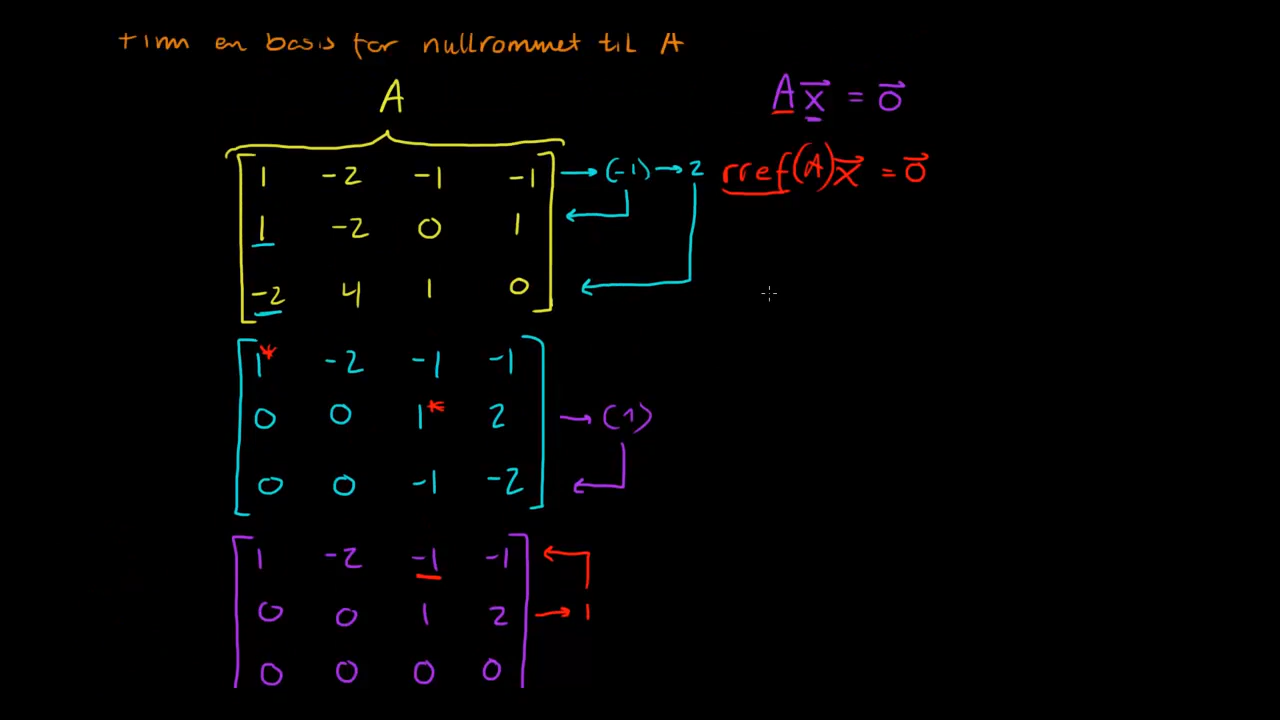 Finn en basis for nullrommet til A
A
1 -2 -1 -1 → (-1) → 2
1 -2 0 1
-2 4 1 0
1* -2 -1 -1
0 0 1* 2 → (1)
0 0 -1 -2
1 -2 -1 -1
0 0 1 2 → 1
0 0 0 0
Ax⃗ = 0⃗
rref(A)x⃗ = 0⃗